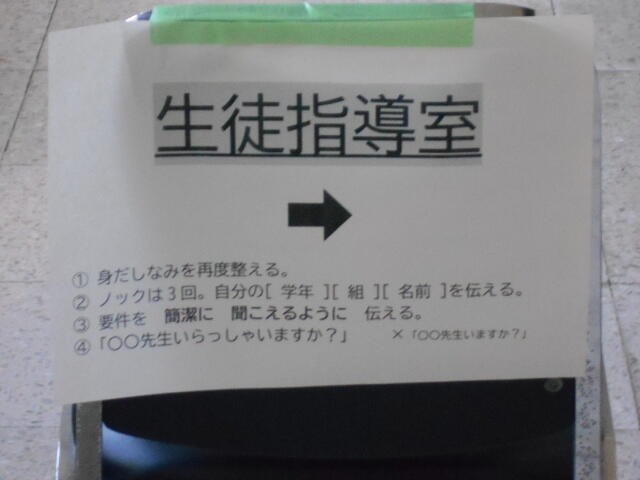 生徒指導室
➡
① 身だしなみを再度整える。
② ノックは3回。自分の[ 学年 ][ 組 ][ 名前 ]を伝える。
③ 要件を 簡潔に 聞こえるように 伝える。
④「〇〇先生いらっしゃいますか?」 ×「〇〇先生いますか?」